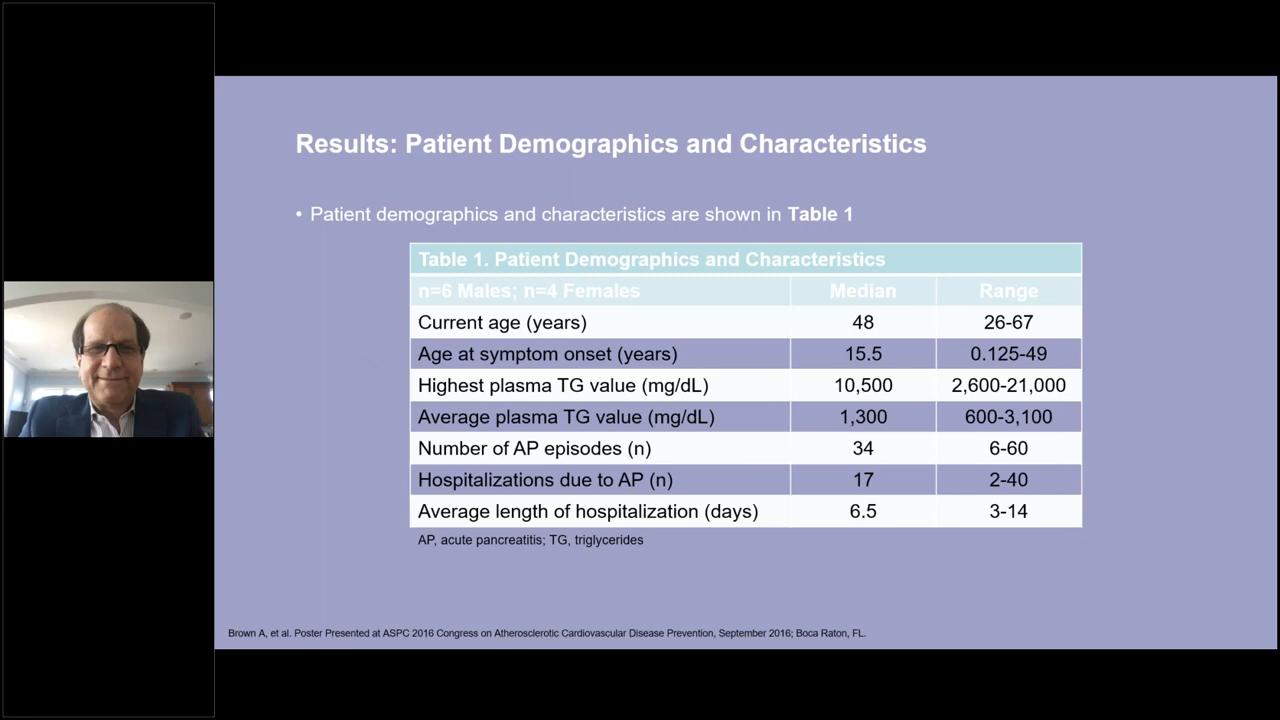 Results: Patient Demographics and Characteristics
• Patient demographics and characteristics are shown in Table 1
Table 1. Patient Demographics and Characteristics
n=6 Males; n=4 Females Median Range
Current age (years) 48 26-67
Age at symptom onset (years) 15.5 0.125-49
Highest plasma TG value (mg/dL) 10,500 2,600-21,000
Average plasma TG value (mg/dL) 1,300 600-3,100
Number of AP episodes (n) 34 6-60
Hospitalizations due to AP (n) 17 2-40
Average length of hospitalization (days) 6.5 3-14
AP, acute pancreatitis; TG, triglycerides
Brown A, et al. Poster Presented at ASPC 2016 Congress on Atherosclerotic Cardiovascular Disease Prevention, September 2016; Boca Raton, FL.